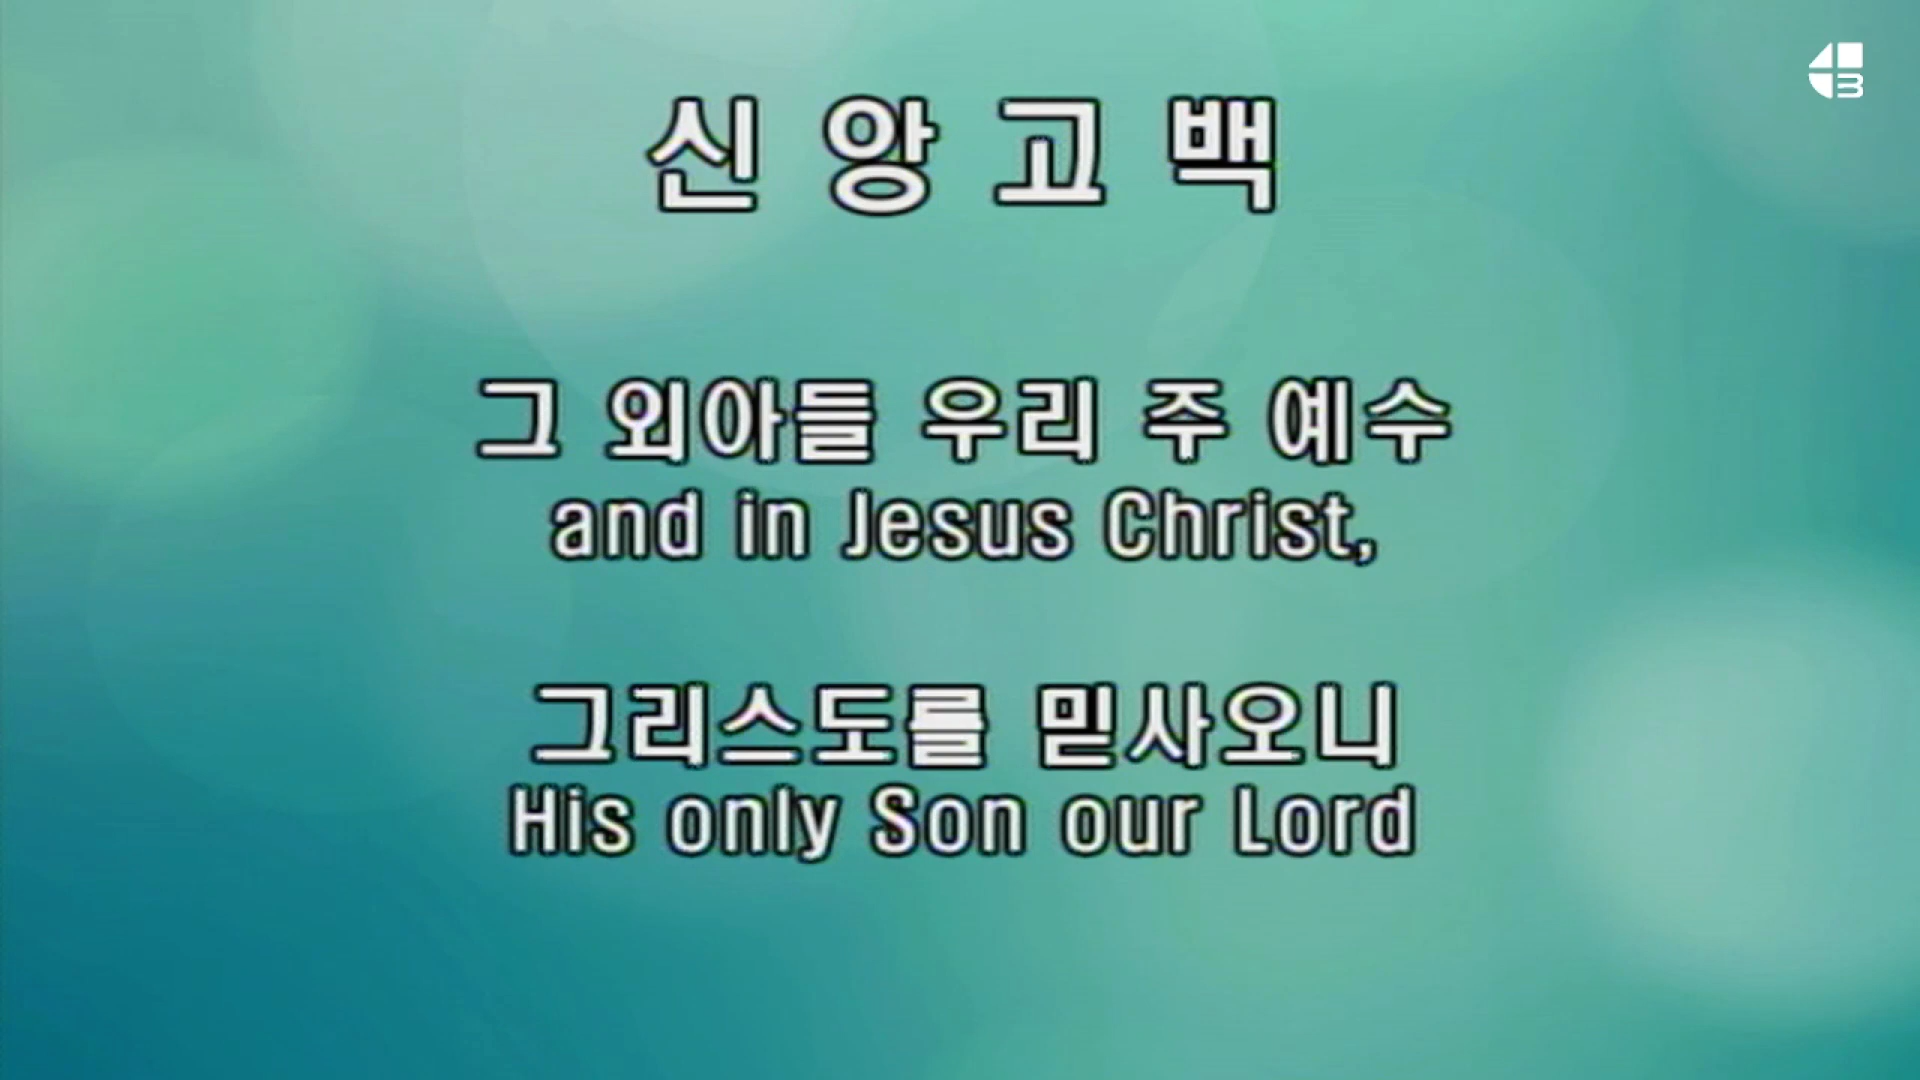 신앙고백
그 외아들 우리 주 예수
and in Jesus Christ,
그리스도를 믿사오니
His only Son our Lord